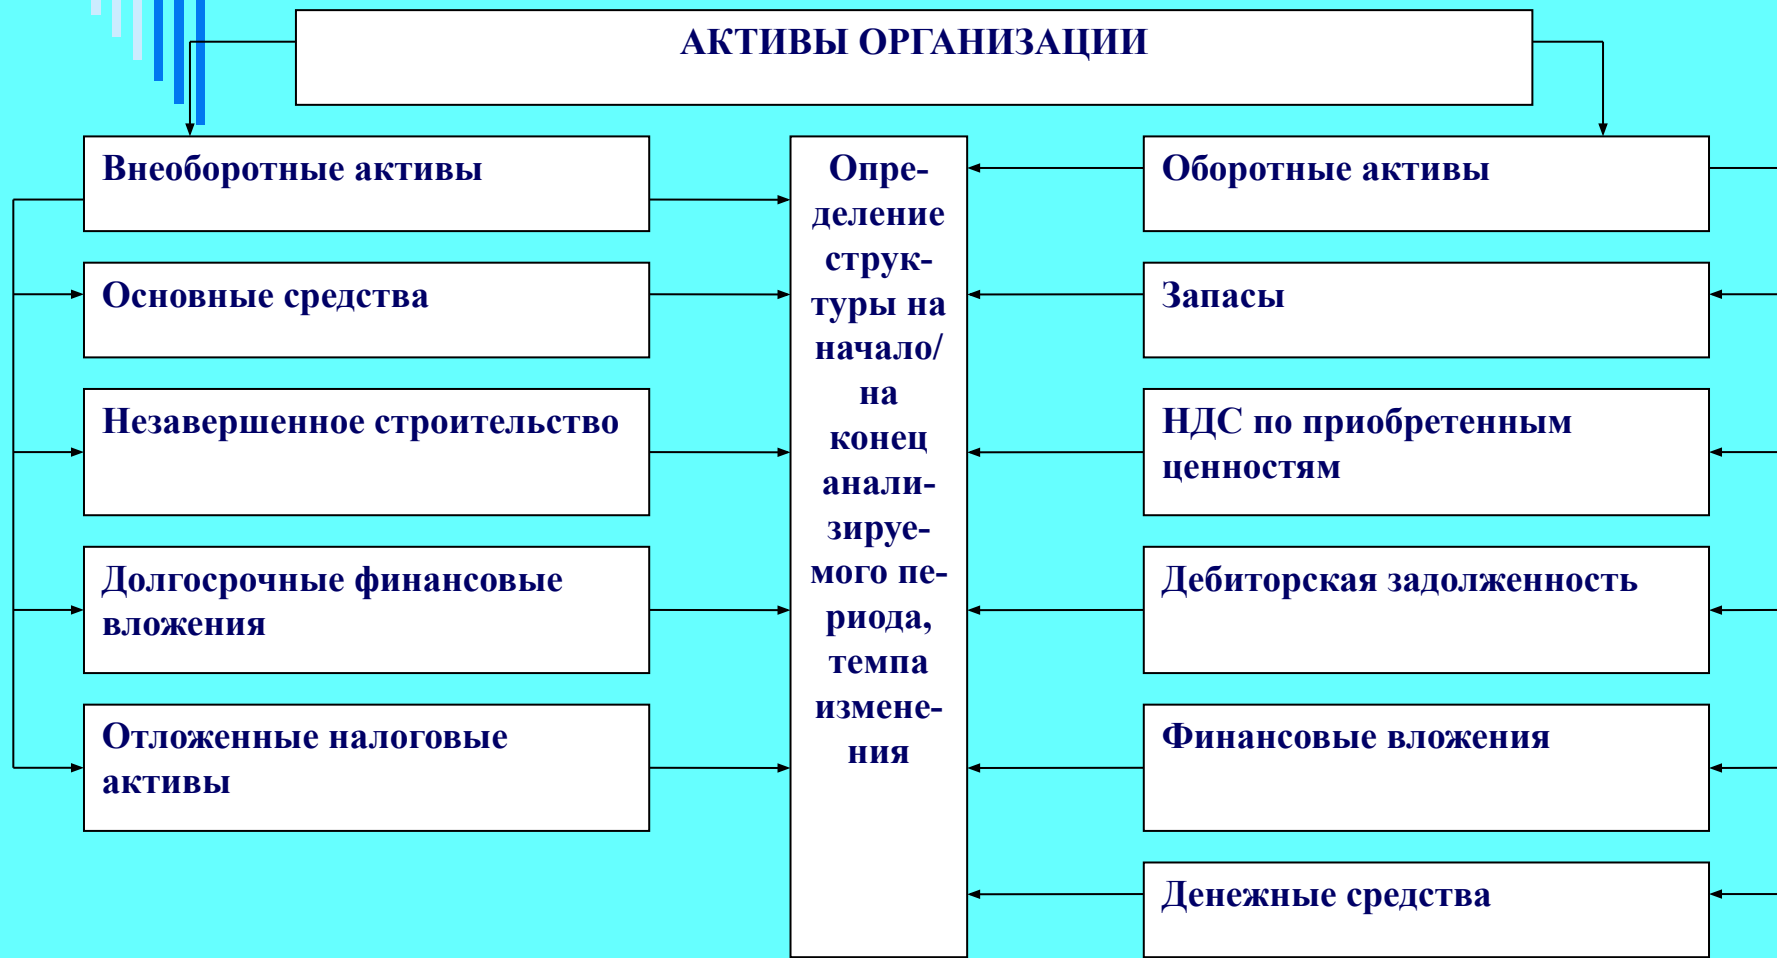 АКТИВЫ ОРГАНИЗАЦИИ
Внеоборотные активы
Основные средства
Незавершенное строительство
Долгосрочные финансовые
вложения
Отложенные налоговые
активы
Опре-
деление
струк-
туры на
начало/
на
конец
анали-
зируе-
мого пе-
риода,
темпа
измене-
ния
Оборотные активы
Запасы
НДС по приобретенным
ценностям
Дебиторская задолженность
Финансовые вложения
Денежные средства